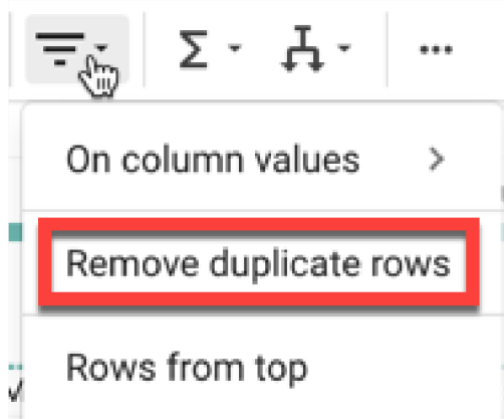 Σ
On column values
Remove duplicate rows
Rows from top